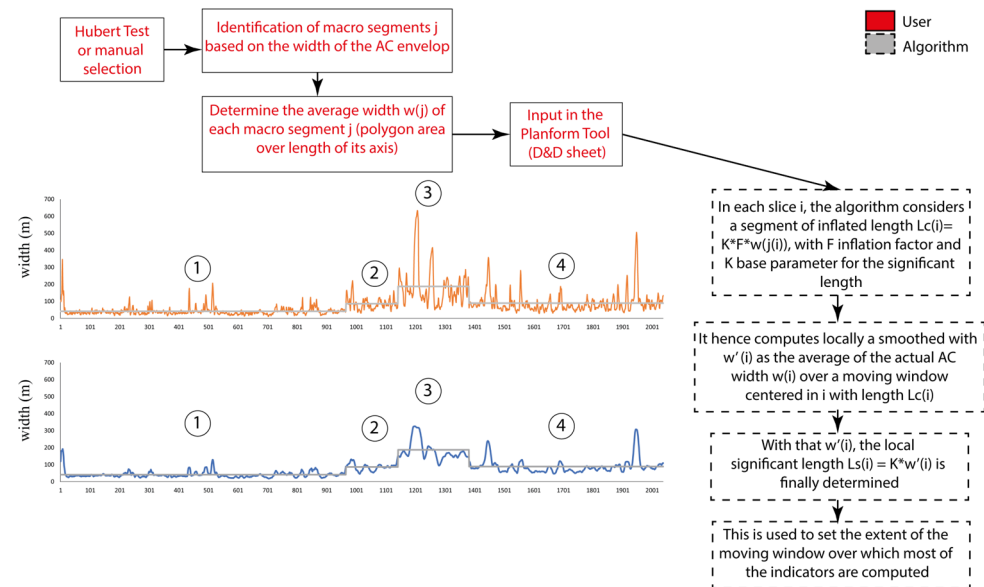 Hubert Test
or manual
selection
Identification of macro segments j
based on the width of the AC envelop
User
Algorithm
Determine the average width w(j) of
each macro segment j (polygon area
over length of its axis)
Input in the
Planform Tool
(D&D sheet)
In each slice i, the algorithm considers
a segment of inflated length Lc(i)=
K*F*w(j(i)), with F inflation factor and
K base parameter for the significant
length
It hence computes locally a smoothed with
w'(i) as the average of the actual AC
width w(i) over a moving window
centered in i with length Lc(i)
With that w'(i), the local
significant length Ls(i) = K*w'(i) is
finally determined
This is used to set the extent of the
moving window over which most of
the indicators are computed
width (m)
700
600
500
400
300
200
100
0
1 2 3 4
1 101 201 301 401 501 601 701 801 901 1001 1101 1201 1301 1401 1501 1601 1701 1801 1901 2001
width (m)
700
600
500
400
300
200
100
0
1 2 3 4
1 101 201 301 401 501 601 701 801 901 1001 1101 1201 1301 1401 1501 1601 1701 1801 1901 2001